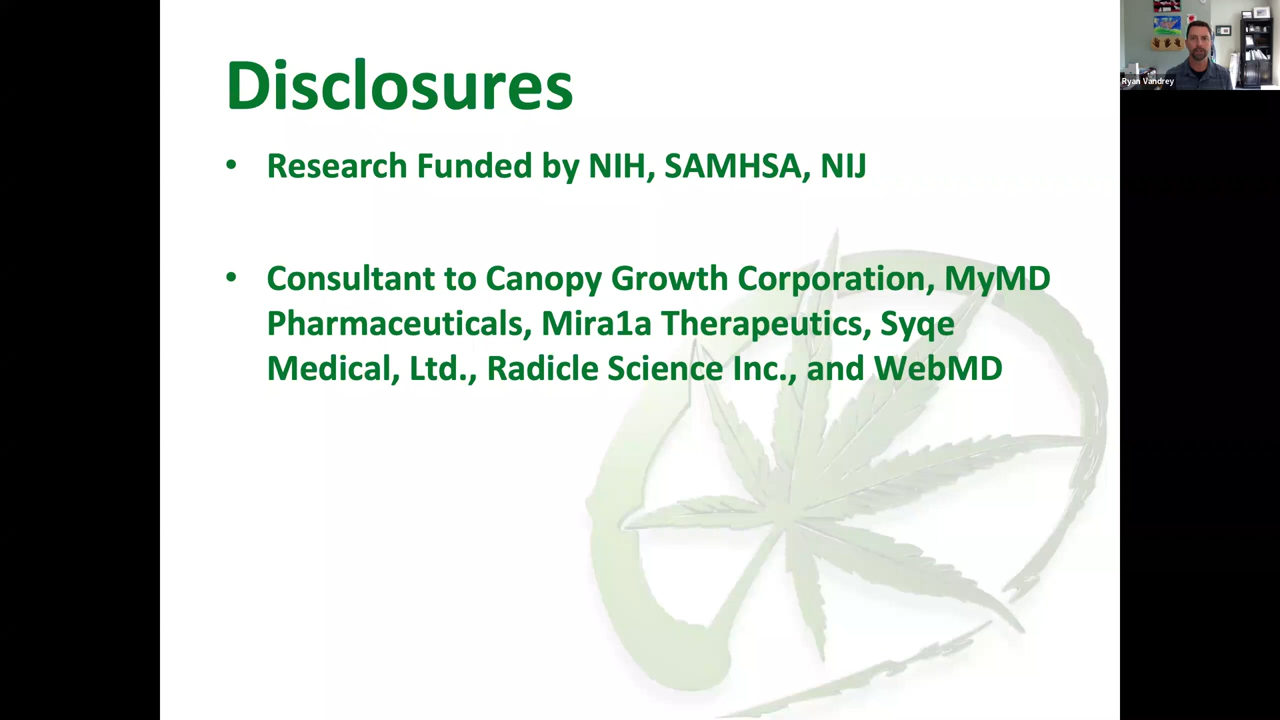 Disclosures
• Research Funded by NIH, SAMHSA, NIJ
• Consultant to Canopy Growth Corporation, MyMD
Pharmaceuticals, Mira1a Therapeutics, Syqe
Medical, Ltd., Radicle Science Inc., and WebMD
Ryan Vandrey